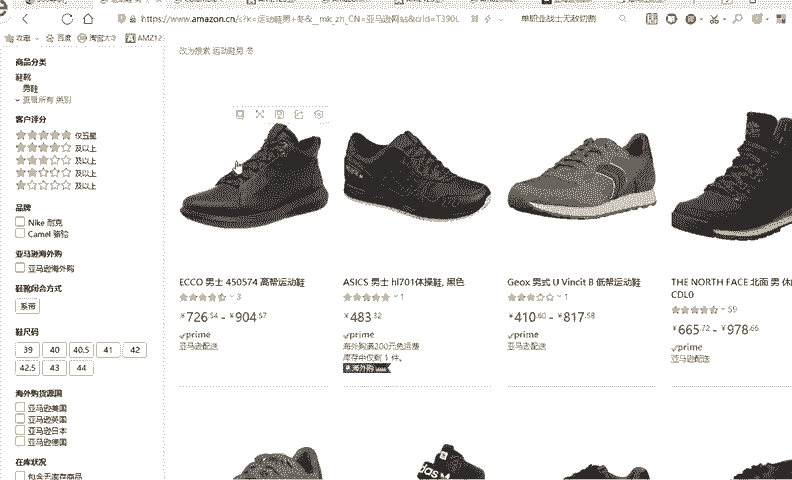 https://www.amazon.cn/s?k=运动鞋男+冬&__mk_zh_CN=亚马逊网站&crid=T390L
单职业战士无敌切割
百度
AMZ12
改为搜索 运动鞋男 冬
商品分类
鞋靴
男鞋
查看所有 类别
客户评分
仅五星
及以上
及以上
及以上
及以上
品牌
Nike 耐克
Camel 骆驼
亚马逊海外购
亚马逊海外购
鞋靴闭合方式
系带
鞋尺码
39 40 40.5 41 42
42.5 43 44
海外购货源国
亚马逊美国
亚马逊英国
亚马逊日本
亚马逊德国
在库状况
包含无库存商品
ECCO 男士 450574 高帮运动鞋
3
¥726.54 - ¥904.57
prime
亚马逊配送
ASICS 男士 hl701体操鞋, 黑色
1
¥483.32
prime
海外购满200元免运费
库存中仅剩 1 件。
海外购
Geox 男式 U Vincit B 低帮运动鞋
1
¥410.60 - ¥817.58
prime
亚马逊配送
THE NORTH FACE 北面 男 休
CDL0
59
¥665.72 - ¥978.66
prime
亚马逊配送